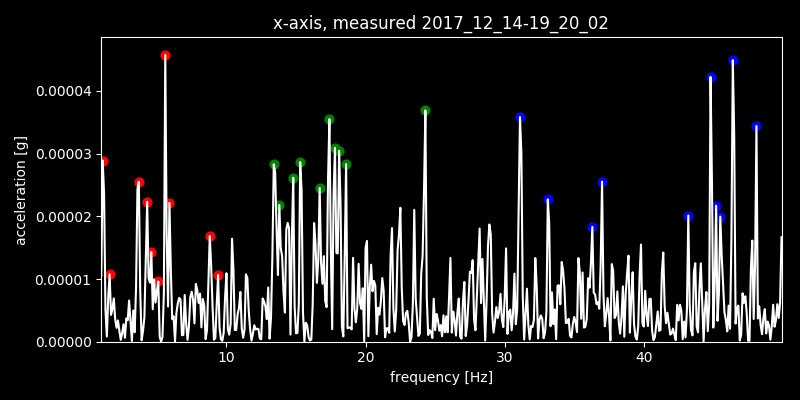 x-axis, measured 2017_12_14-19_20_02
acceleration [g]
0.00004
0.00003
0.00002
0.00001
0.00000
10 20 30 40
frequency [Hz]